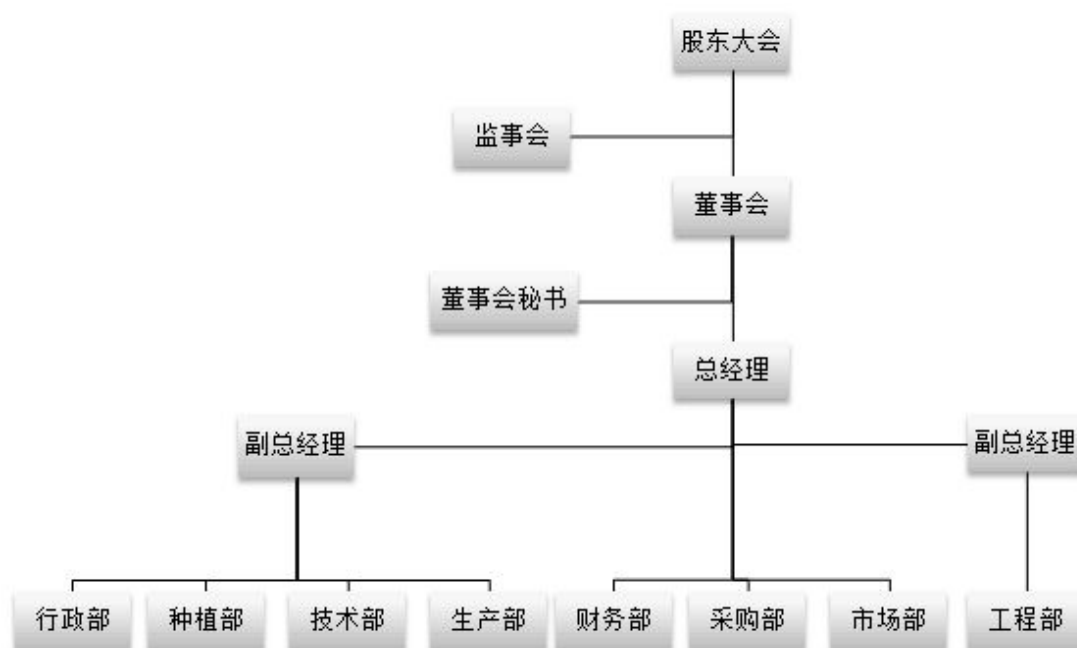 股东大会
监事会
董事会
董事会秘书
总经理
副总经理
副总经理
行政部
种植部
技术部
生产部
财务部
采购部
市场部
工程部